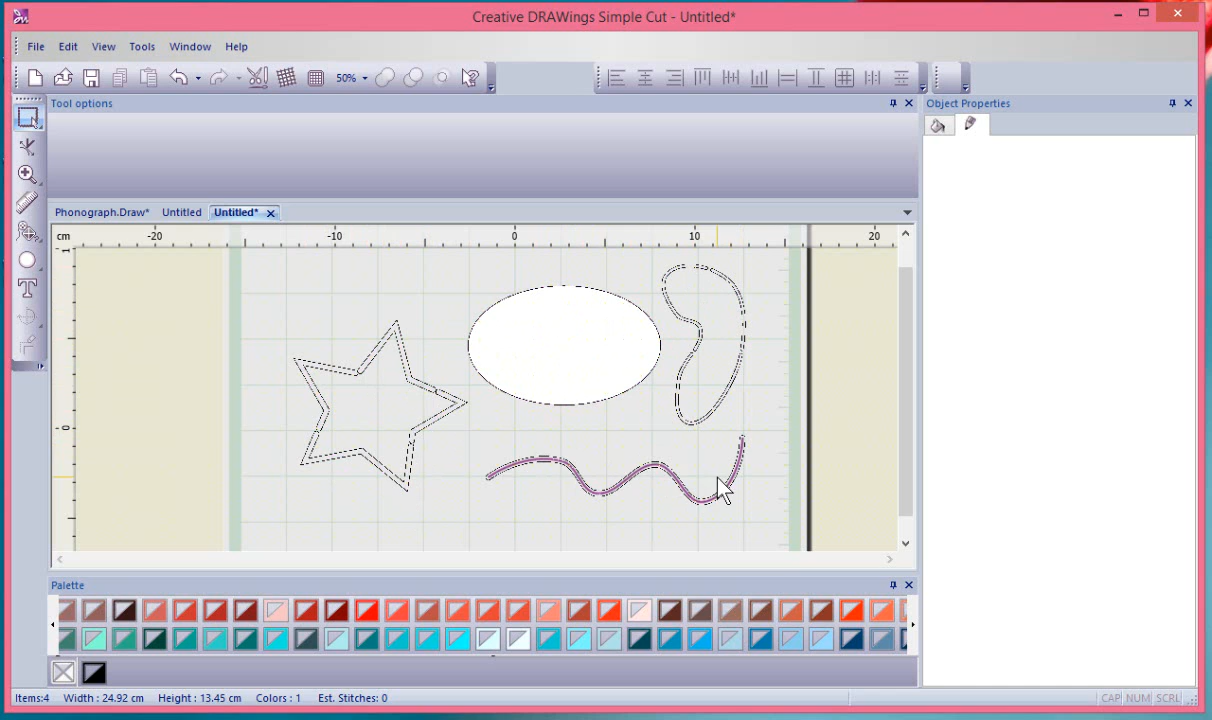 Creative DRAWings Simple Cut - Untitled*
File Edit View Tools Window Help
50%
Tool options
Object Properties
Phonograph.Draw* Untitled Untitled*
cm -20 -10 0 10 20
0
Palette
Items:4 Width : 24.92 cm Height : 13.45 cm Colors : 1 Est. Stitches: 0 CAP NUM SCRL